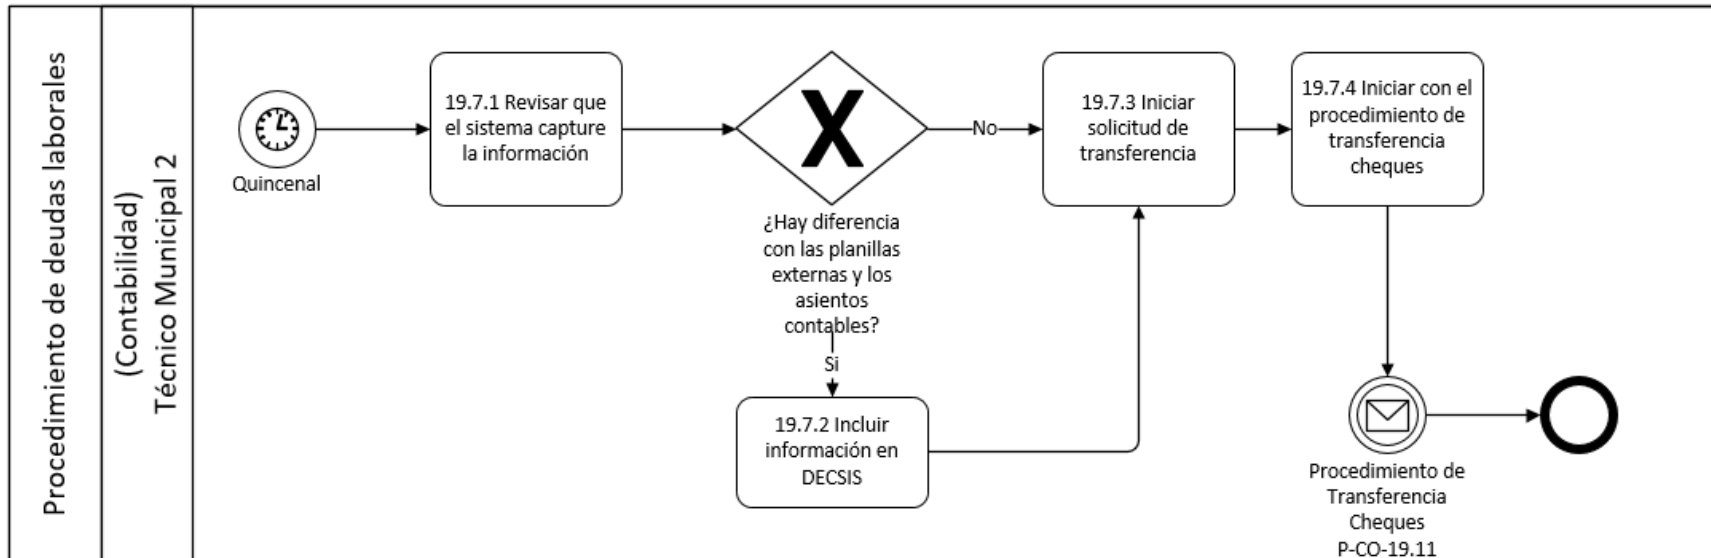 Procedimiento de deudas laborales
(Contabilidad)
Técnico Municipal 2
Quincenal
19.7.1 Revisar que
el sistema capture
la información
X
¿Hay diferencia
con las planillas
externas y los
asientos
contables?
No
Si
19.7.2 Incluir
información en
DECSIS
19.7.3 Iniciar
solicitud de
transferencia
19.7.4 Iniciar con el
procedimiento de
transferencia
cheques
Procedimiento de
Transferencia
Cheques
P-CO-19.11